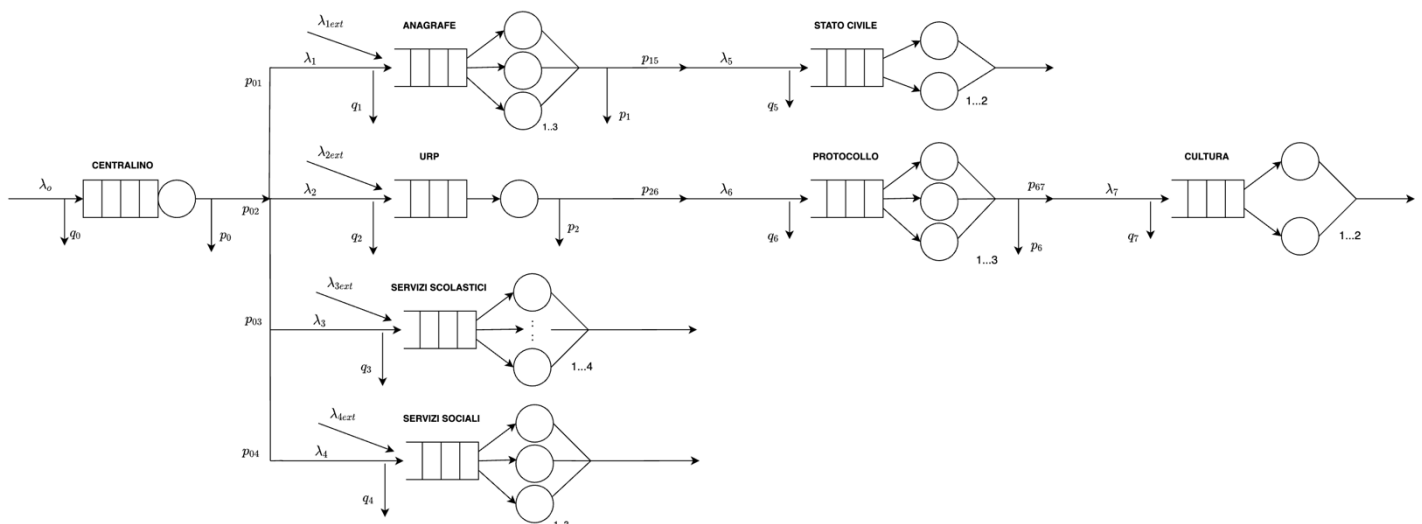 λ1ext
ANAGRAFE
STATO CIVILE
λ1
p15
λ5
p01
q1
1..3
p1
q5
1...2
λ2ext
URP
PROTOCOLLO
CULTURA
CENTRALINO
λo
λ2
p26
λ6
p67
λ7
p02
q0
p0
q2
p2
q6
1...3
p6
q7
1...2
λ3ext
SERVIZI SCOLASTICI
p03
λ3
q3
1...4
λ4ext
SERVIZI SOCIALI
p04
λ4
q4